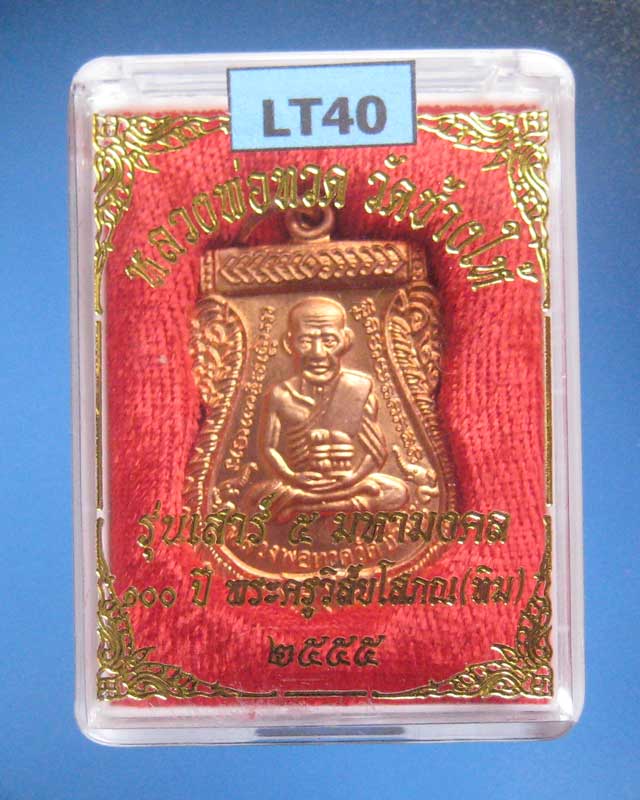 LT40
หลวงพ่อทวด วัดช้างให้
รุ่นเสาร์ ๕ มหามงคล
๑๐๐ ปี พระครูวิสัยโสภณ(ทิม)
๒๕๕๕